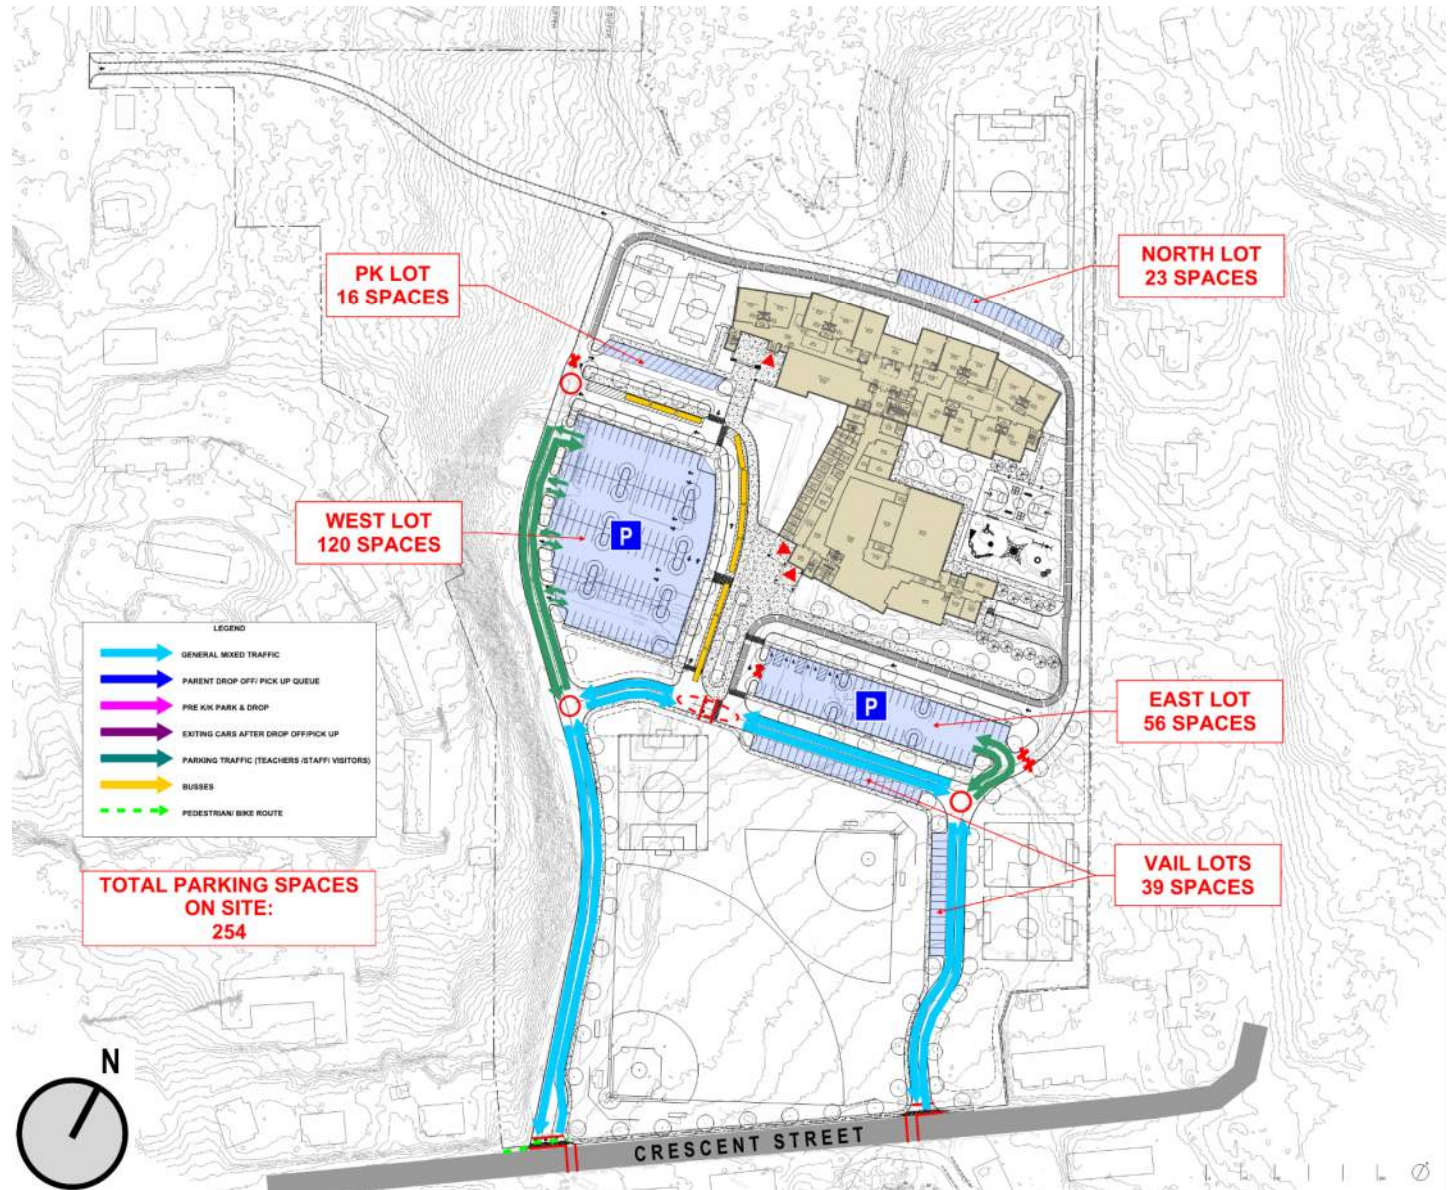 NORTH LOT
23 SPACES
PK LOT
16 SPACES
WEST LOT
120 SPACES
P
LEGEND
GENERAL MIXED TRAFFIC
PARENT DROP OFF/ PICK UP QUEUE
PRE K/K PARK & DROP
EXITING CARS AFTER DROP OFF/PICK UP
PARKING TRAFFIC (TEACHERS /STAFF/ VISITORS)
BUSSES
PEDESTRIAN/ BIKE ROUTE
P
EAST LOT
56 SPACES
VAIL LOTS
39 SPACES
TOTAL PARKING SPACES
ON SITE:
254
N
CRESCENT STREET